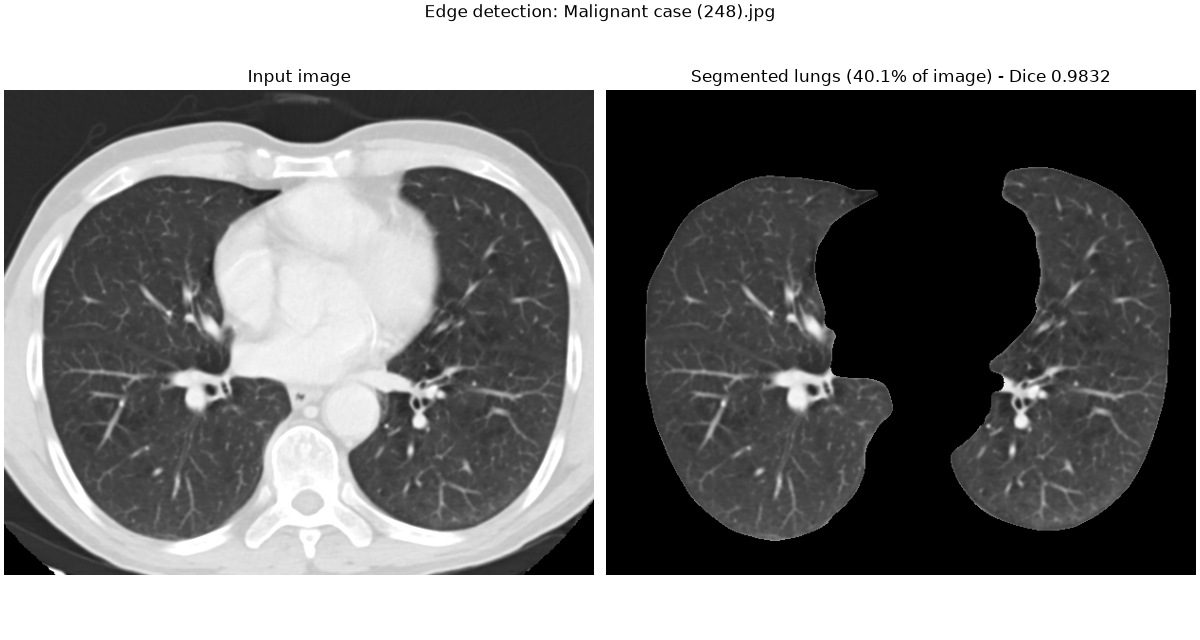 Edge detection: Malignant case (248).jpg
Input image
Segmented lungs (40.1% of image) - Dice 0.9832